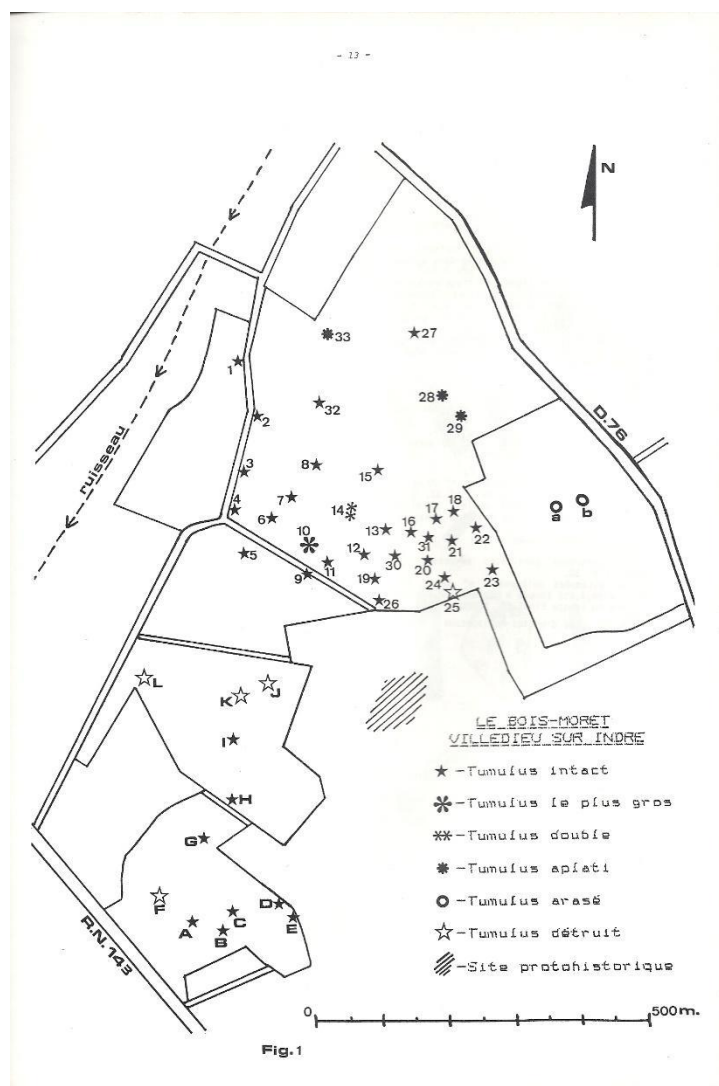 - 13 -
N
33
27
1
32
28
2
29
D.76
ruisseau
3
8
15
7
4
6
14
17
18
a
b
10
13
16
22
5
12
31
21
11
30
20
9
19
24
23
26
25
L
K
J
I
H
G
F
D
C
A
B
E
LE BOIS-MORET
VILLEDIEU SUR INDRE
-Tumulus intact
-Tumulus le plus gros
-Tumulus double
-Tumulus aplati
-Tumulus arasé
-Tumulus détruit
-Site protohistorique
R.N.143
0
500m.
Fig.1